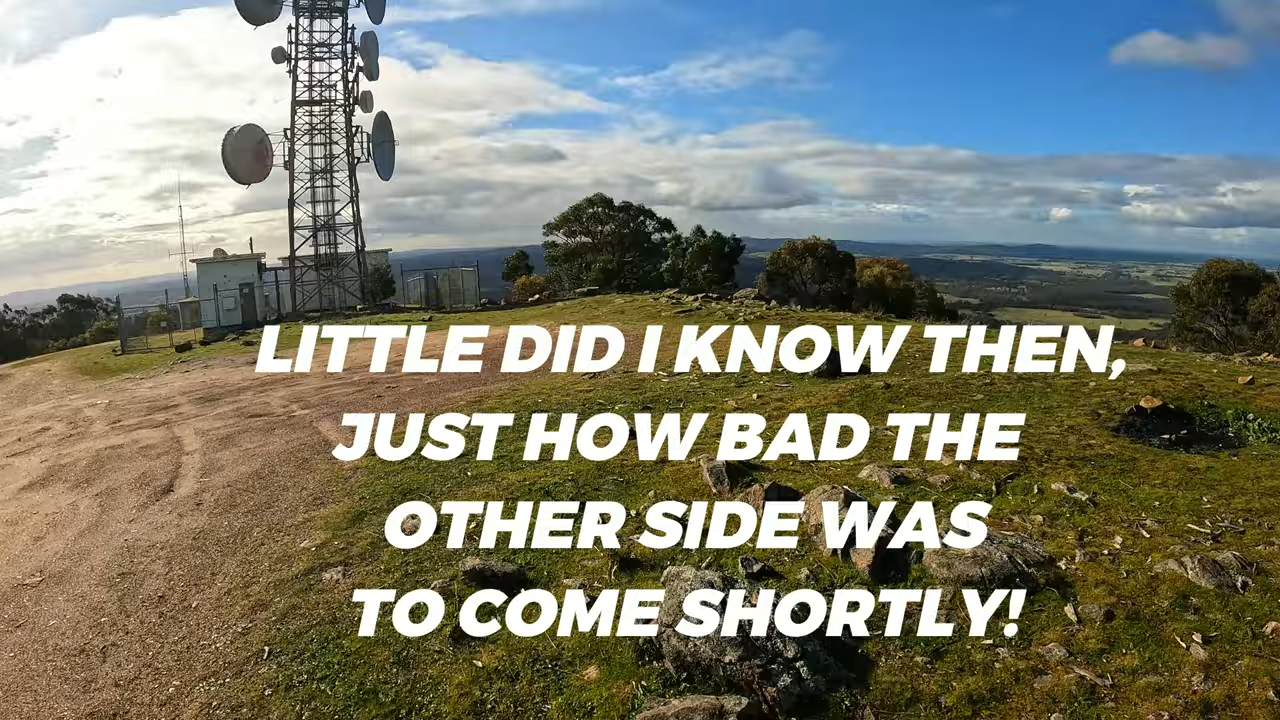 LITTLE DID I KNOW THEN,
JUST HOW BAD THE
OTHER SIDE WAS
TO COME SHORTLY!